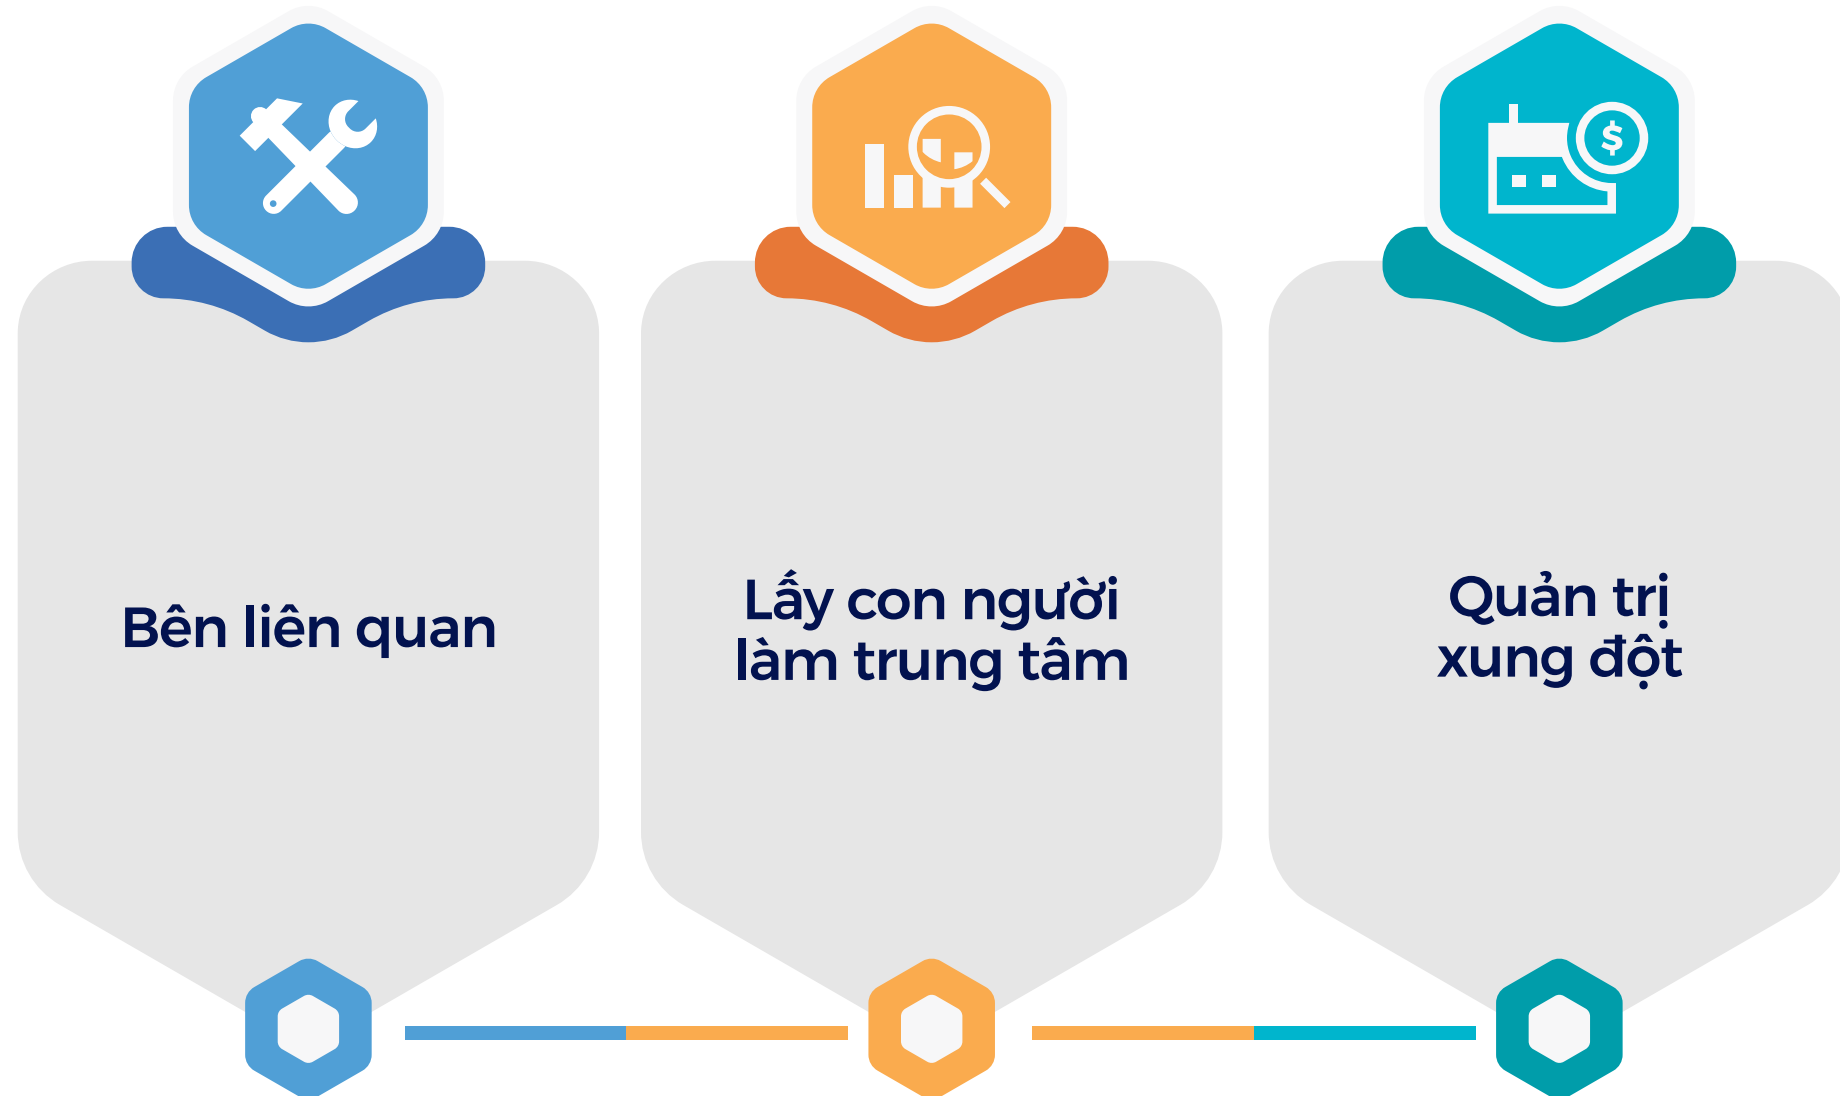 Bên liên quan
Lấy con người
làm trung tâm
Quản trị
xung đột
$